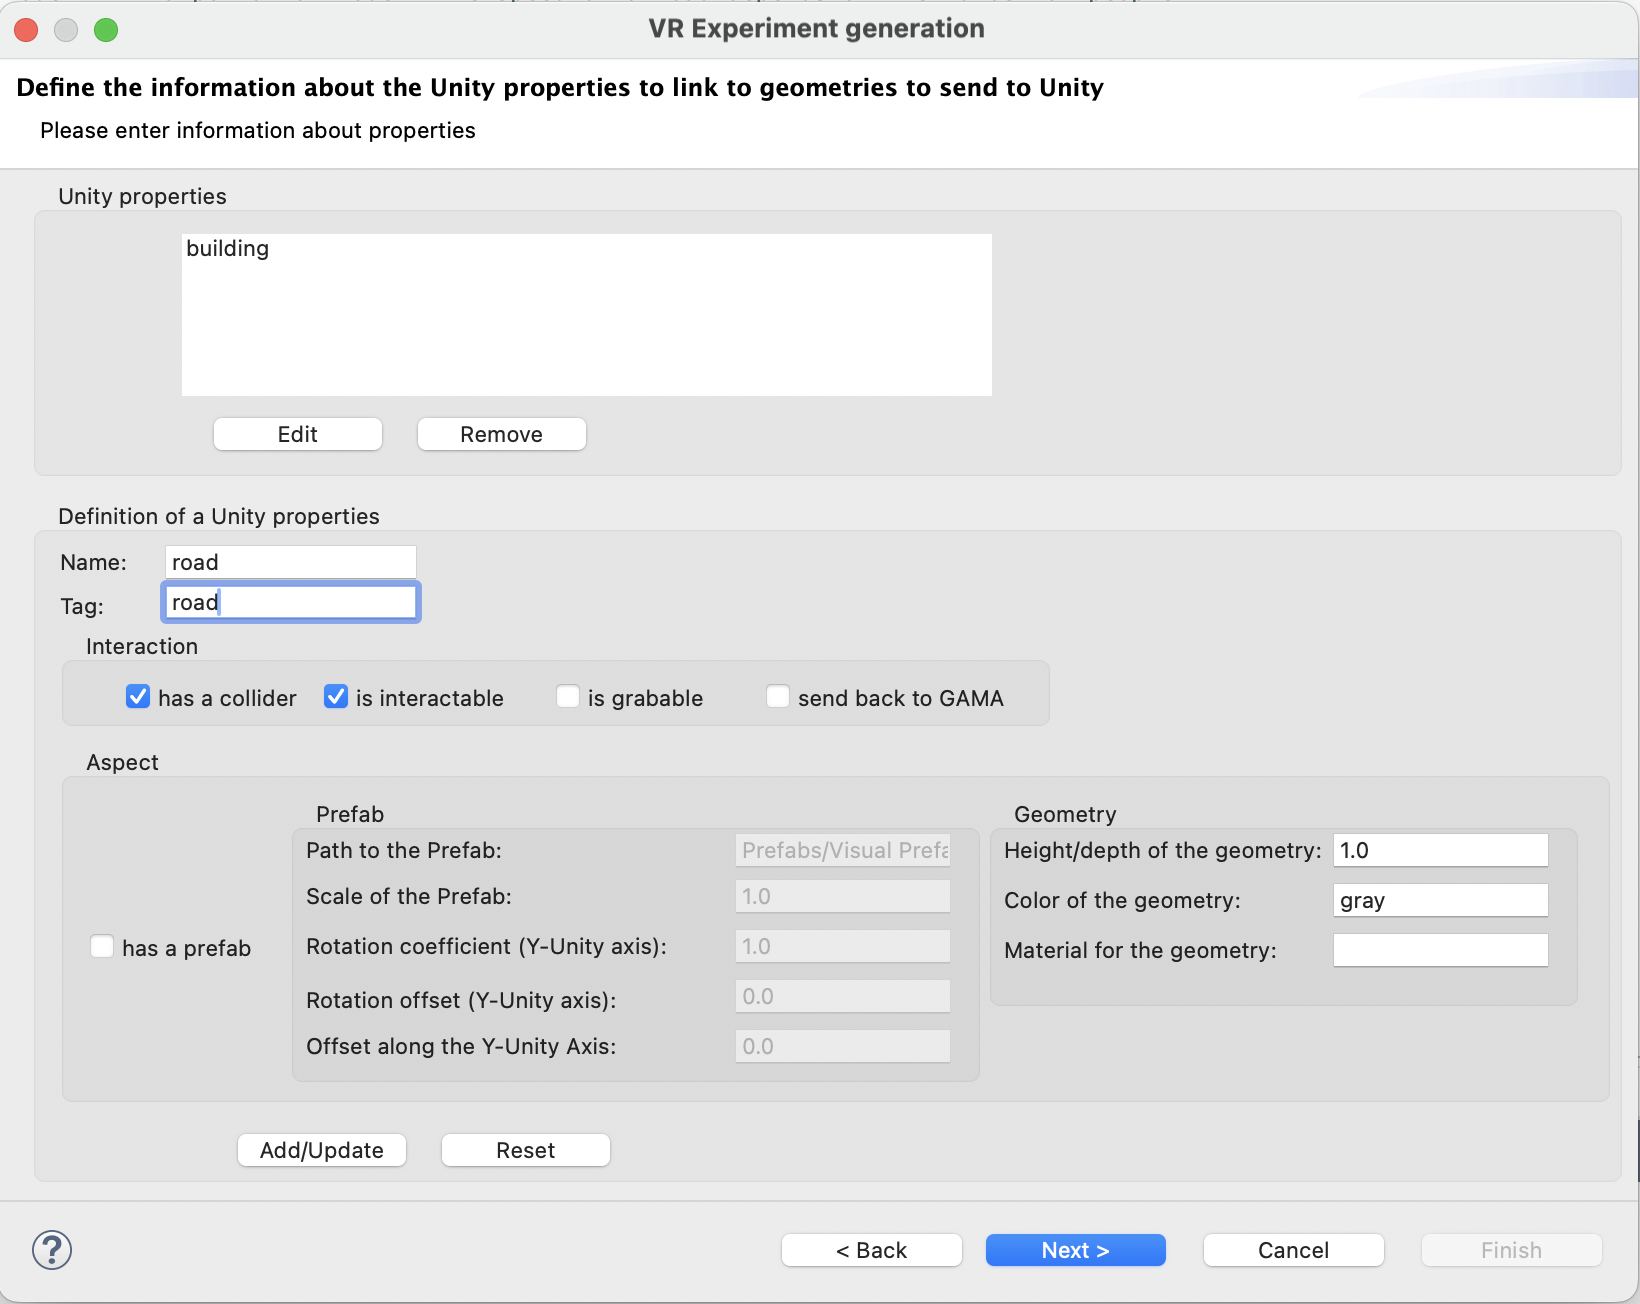 VR Experiment generation
Define the information about the Unity properties to link to geometries to send to Unity
Please enter information about properties
Unity properties
building
Edit
Remove
Definition of a Unity properties
Name: road
Tag: road
Interaction
has a collider is interactable is grabable send back to GAMA
Aspect
Prefab
Path to the Prefab: Prefabs/Visual Prefa
Scale of the Prefab: 1.0
has a prefab
Rotation coefficient (Y-Unity axis): 1.0
Rotation offset (Y-Unity axis): 0.0
Offset along the Y-Unity Axis: 0.0
Geometry
Height/depth of the geometry: 1.0
Color of the geometry: gray
Material for the geometry:
Add/Update
Reset
?
< Back
Next >
Cancel
Finish